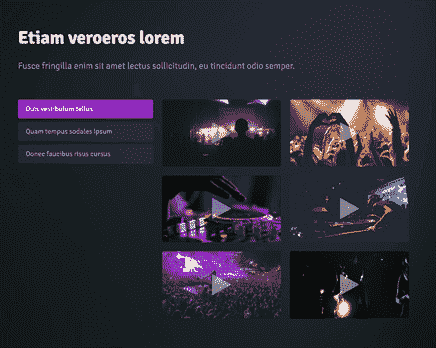 Etiam veroeros lorem
Fusce fringilla enim sit amet lectus sollicitudin, eu tincidunt odio semper.
Duis vestibulum tellus
Quam tempus sodales ipsum
Donec faucibus risus cursus